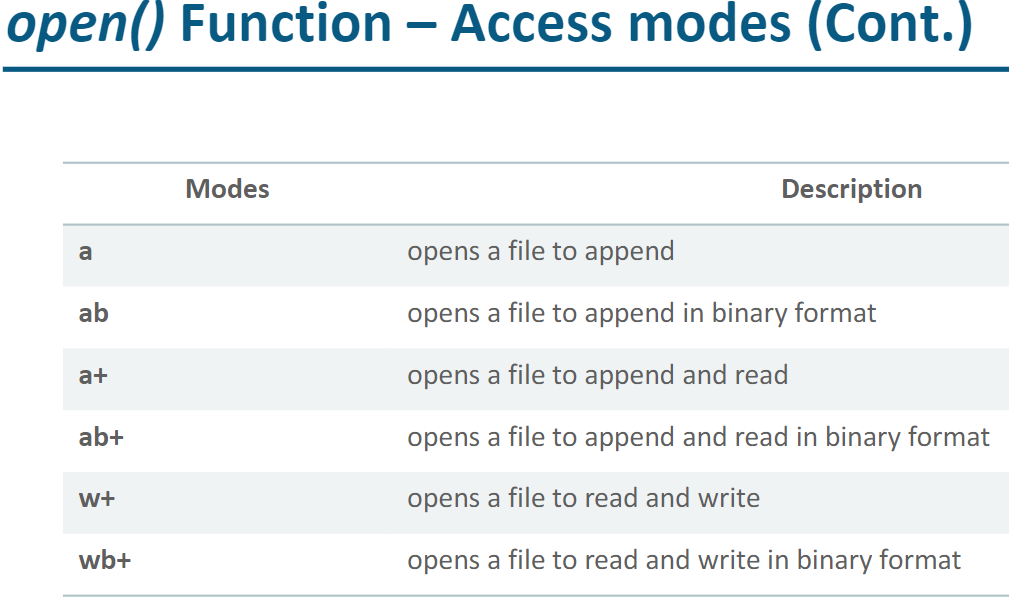 open() Function – Access modes (Cont.)
Modes Description
a opens a file to append
ab opens a file to append in binary format
a+ opens a file to append and read
ab+ opens a file to append and read in binary format
w+ opens a file to read and write
wb+ opens a file to read and write in binary format